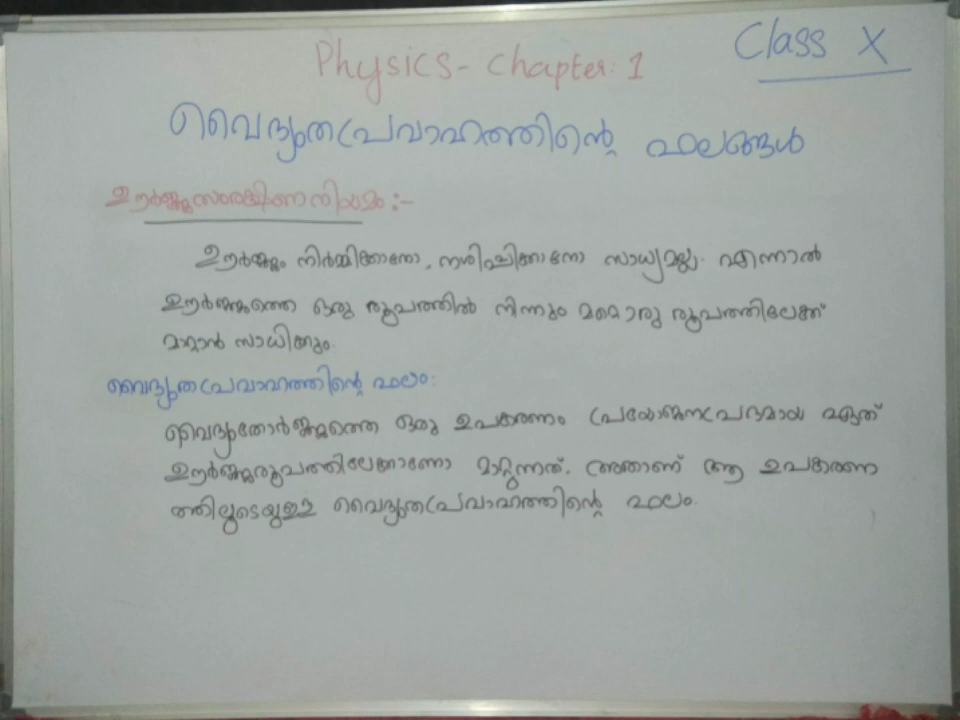 Class X
Physics - Chapter: 1
വൈദ്യുതപ്രവാഹത്തിന്റെ ഫലങ്ങൾ
ഊർജ്ജസംരക്ഷണനിയമം :-
ഊർജ്ജം നിർമ്മിക്കാനോ, നശിപ്പിക്കാനോ സാധ്യമല്ല. എന്നാൽ
ഊർജ്ജത്തെ ഒരു രൂപത്തിൽ നിന്നും മറ്റൊരു രൂപത്തിലേക്ക്
മാറ്റാൻ സാധിക്കും.
വൈദ്യുതപ്രവാഹത്തിന്റെ ഫലം:
വൈദ്യുതോർജ്ജത്തെ ഒരു ഉപകരണം പ്രയോജനപ്രദമായ ഏത്
ഊർജ്ജരൂപത്തിലേക്കാണോ മാറ്റുന്നത്. അതാണ് ആ ഉപകരണ
ത്തിലൂടെയുള്ള വൈദ്യുതപ്രവാഹത്തിന്റെ ഫലം.